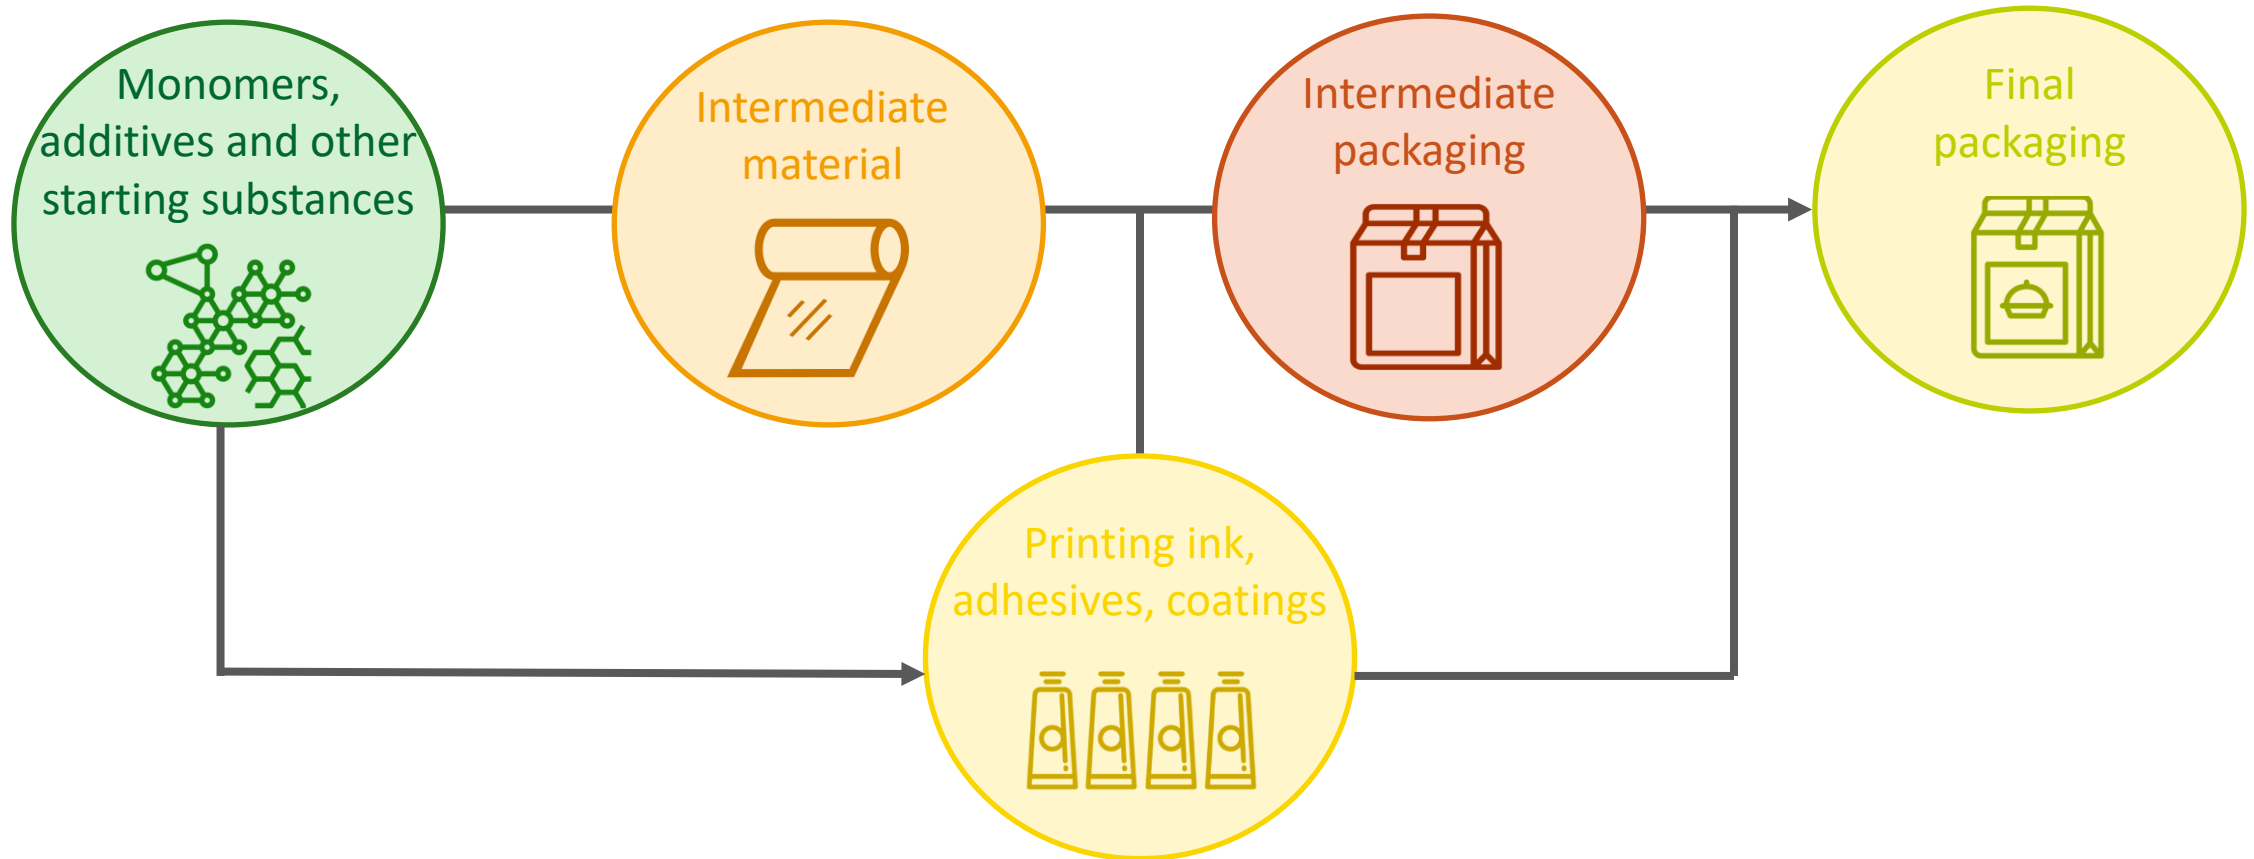 Monomers,
additives and other
starting substances
Intermediate
material
Intermediate
packaging
Final
packaging
Printing ink,
adhesives, coatings